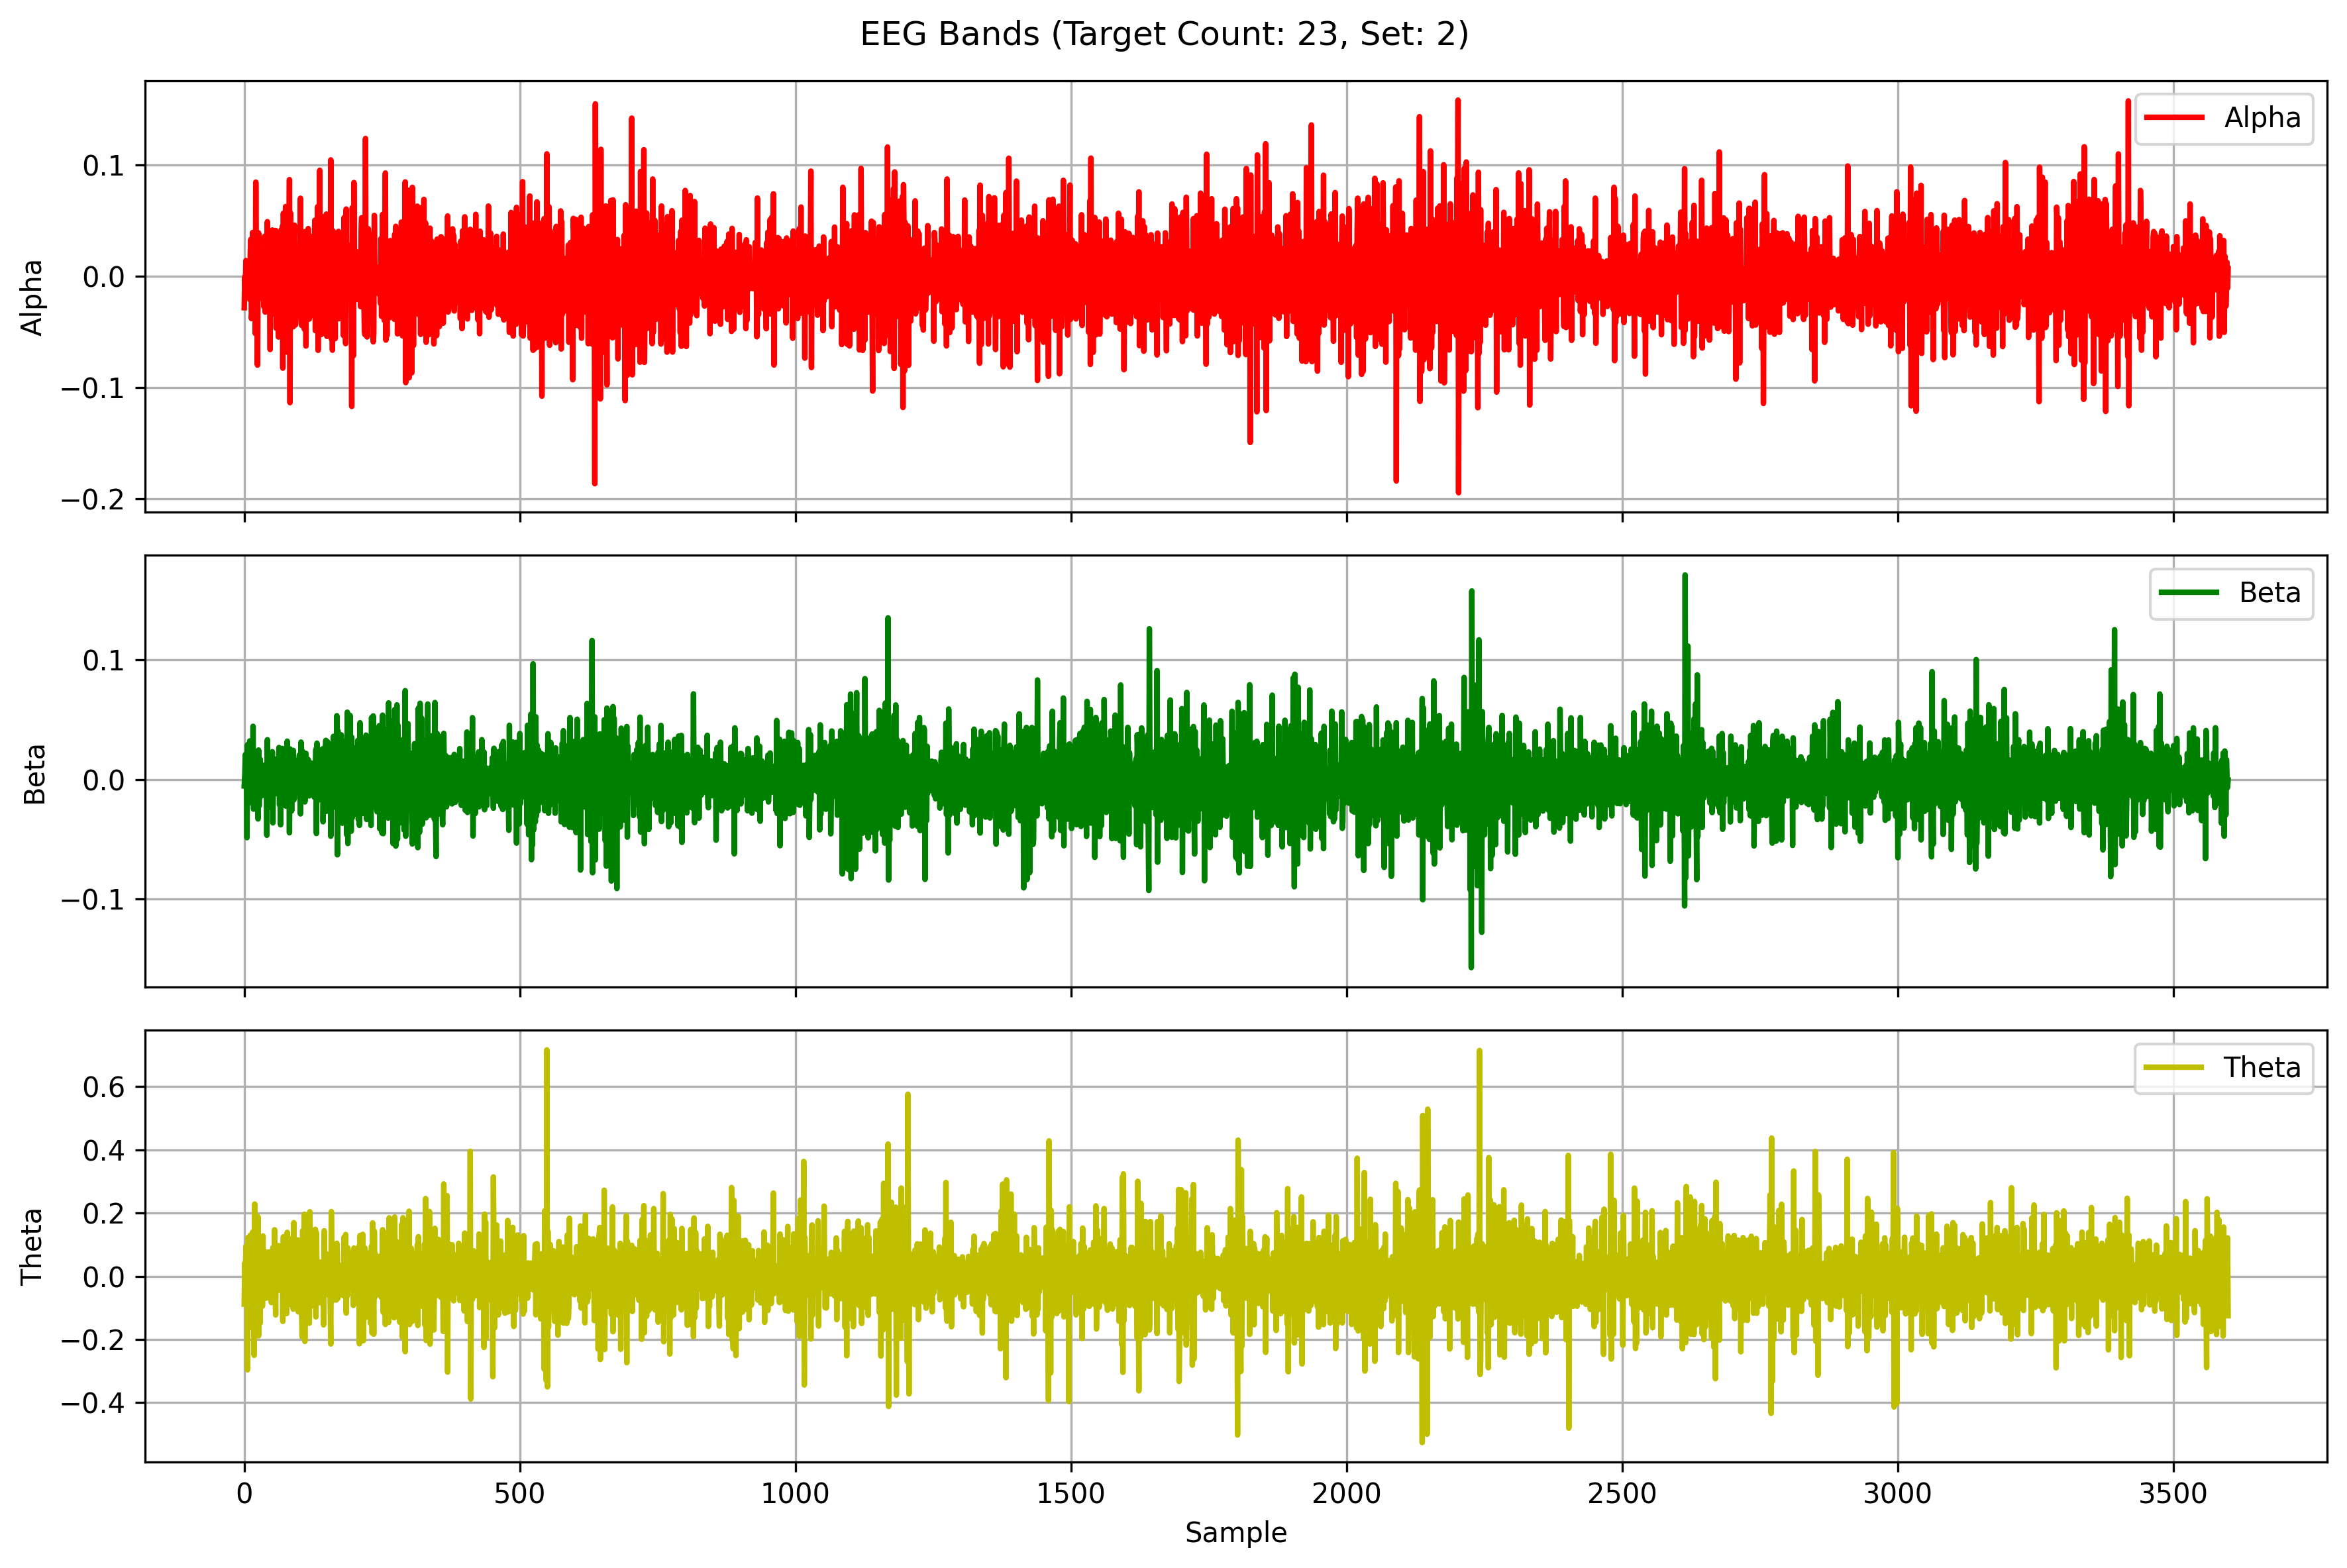 EEG Bands (Target Count: 23, Set: 2)
Alpha
0.1
0.0
−0.1
−0.2
Alpha
Beta
0.1
0.0
−0.1
Beta
Theta
0.6
0.4
0.2
0.0
−0.2
−0.4
Theta
0 500 1000 1500 2000 2500 3000 3500
Sample